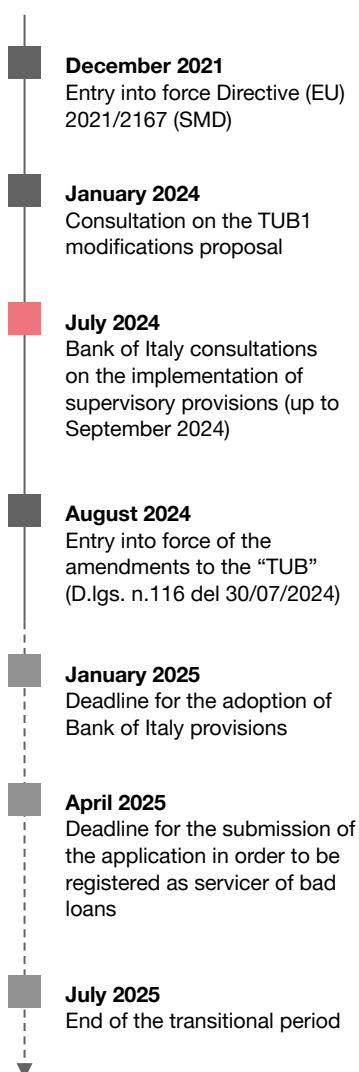 December 2021
Entry into force Directive (EU)
2021/2167 (SMD)
January 2024
Consultation on the TUB1
modifications proposal
July 2024
Bank of Italy consultations
on the implementation of
supervisory provisions (up to
September 2024)
August 2024
Entry into force of the
amendments to the “TUB”
(D.lgs. n.116 del 30/07/2024)
January 2025
Deadline for the adoption of
Bank of Italy provisions
April 2025
Deadline for the submission of
the application in order to be
registered as servicer of bad
loans
July 2025
End of the transitional period